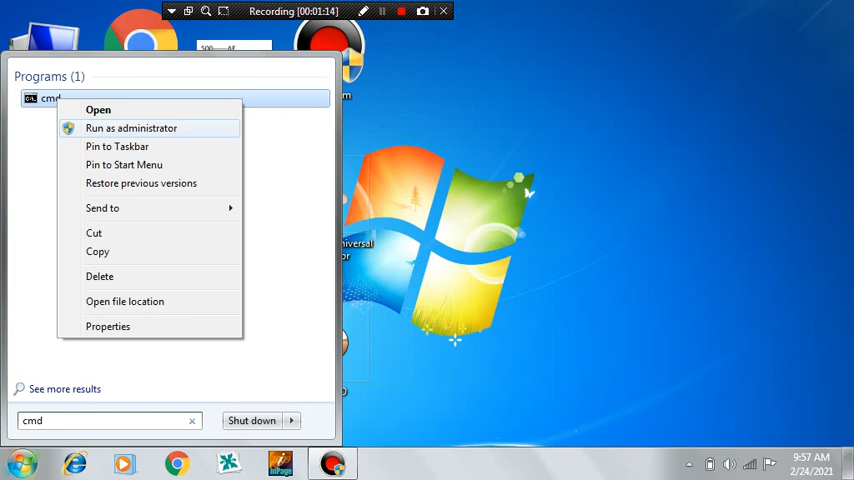 Recording [00:01:14]
Programs (1)
cmd
Open
Run as administrator
Pin to Taskbar
Pin to Start Menu
Restore previous versions
Send to
Cut
Copy
Delete
Open file location
Properties
See more results
cmd
Shut down
InPage
9:57 AM
2/24/2021